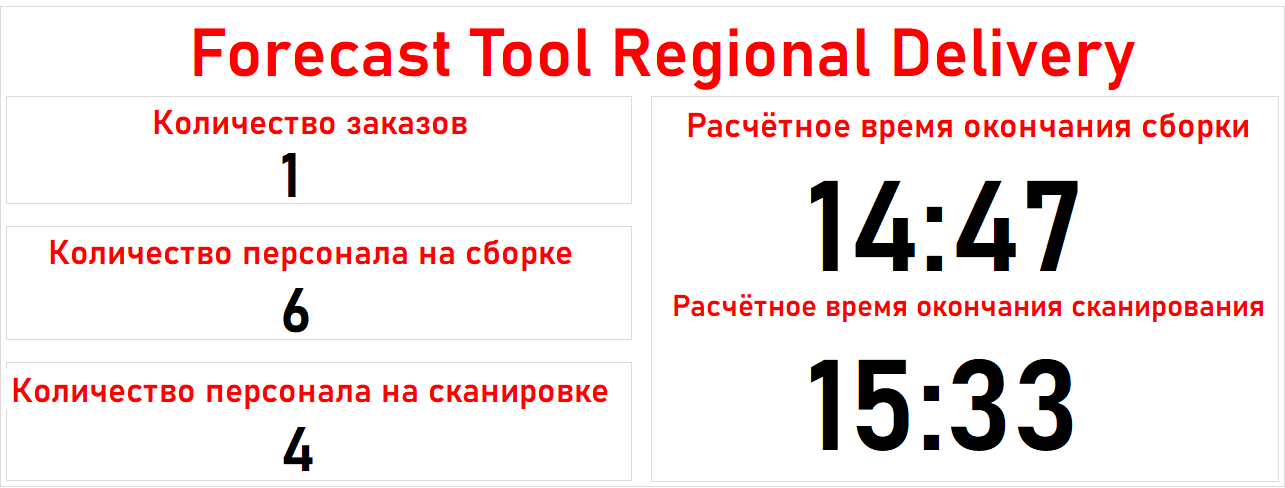 Forecast Tool Regional Delivery
Количество заказов
1
Количество персонала на сборке
6
Количество персонала на сканировке
4
Расчётное время окончания сборки
14:47
Расчётное время окончания сканирования
15:33